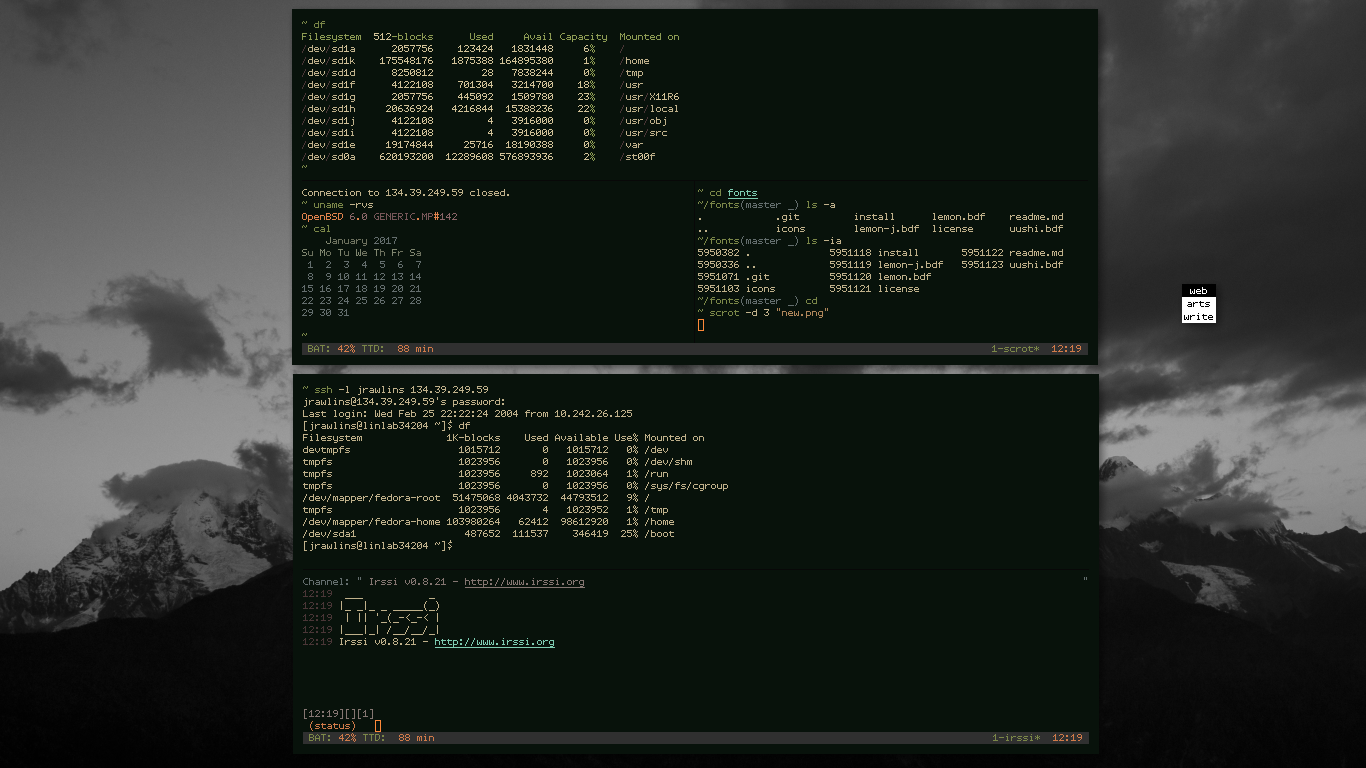 ~ df
Filesystem  512-blocks      Used     Avail Capacity  Mounted on
/dev/sd1a      2057756    123424   1831448     6%    /
/dev/sd1k    175548176   1875388 164895380     1%    /home
/dev/sd1d      8250812        28   7838244     0%    /tmp
/dev/sd1f      4122108    701304   3214700    18%    /usr
/dev/sd1g      2057756    445092   1509780    23%    /usr/X11R6
/dev/sd1h     20636924   4216844  15388236    22%    /usr/local
/dev/sd1j      4122108         4   3916000     0%    /usr/obj
/dev/sd1i      4122108         4   3916000     0%    /usr/src
/dev/sd1e     19174844     25716  18190388     0%    /var
/dev/sd0a    620193200  12289608 576893936     2%    /st00f
~
Connection to 134.39.249.59 closed.
~ uname -rvs
OpenBSD 6.0 GENERIC.MP#142
~ cal
    January 2017
Su Mo Tu We Th Fr Sa
 1  2  3  4  5  6  7
 8  9 10 11 12 13 14
15 16 17 18 19 20 21
22 23 24 25 26 27 28
29 30 31
~
~ cd fonts
~/fonts(master _) ls -a
.            .git         install      lemon.bdf    readme.md
..           icons        lemon-j.bdf  license      uushi.bdf
~/fonts(master _) ls -ia
5950382 .             5951118 install       5951122 readme.md
5950336 ..            5951119 lemon-j.bdf   5951123 uushi.bdf
5951071 .git          5951120 lemon.bdf
5951103 icons         5951121 license
~/fonts(master _) cd
~ scrot -d 3 "new.png"
BAT: 42% TTD:  88 min 1-scrot*  12:19
web
arts
write
~ ssh -l jrawlins 134.39.249.59
jrawlins@134.39.249.59's password:
Last login: Wed Feb 25 22:22:24 2004 from 10.242.26.125
[jrawlins@linlab34204 ~]$ df
Filesystem              1K-blocks    Used Available Use% Mounted on
devtmpfs                  1015712       0   1015712   0% /dev
tmpfs                     1023956       0   1023956   0% /dev/shm
tmpfs                     1023956     892   1023064   1% /run
tmpfs                     1023956       0   1023956   0% /sys/fs/cgroup
/dev/mapper/fedora-root  51475068 4043732  44793512   9% /
tmpfs                     1023956       4   1023952   1% /tmp
/dev/mapper/fedora-home 103980264   62412  98612920   1% /home
/dev/sda1                  487652  111537    346419  25% /boot
[jrawlins@linlab34204 ~]$
Channel: " Irssi v0.8.21 - http://www.irssi.org "
12:19  ___           _
12:19 |_ _|_ _ _____(_)
12:19  | || '_(_-<_-< |
12:19 |___|_| /__/__/_|
12:19 Irssi v0.8.21 - http://www.irssi.org
[12:19][][1]
(status)
BAT: 42% TTD:  88 min 1-irssi*  12:19